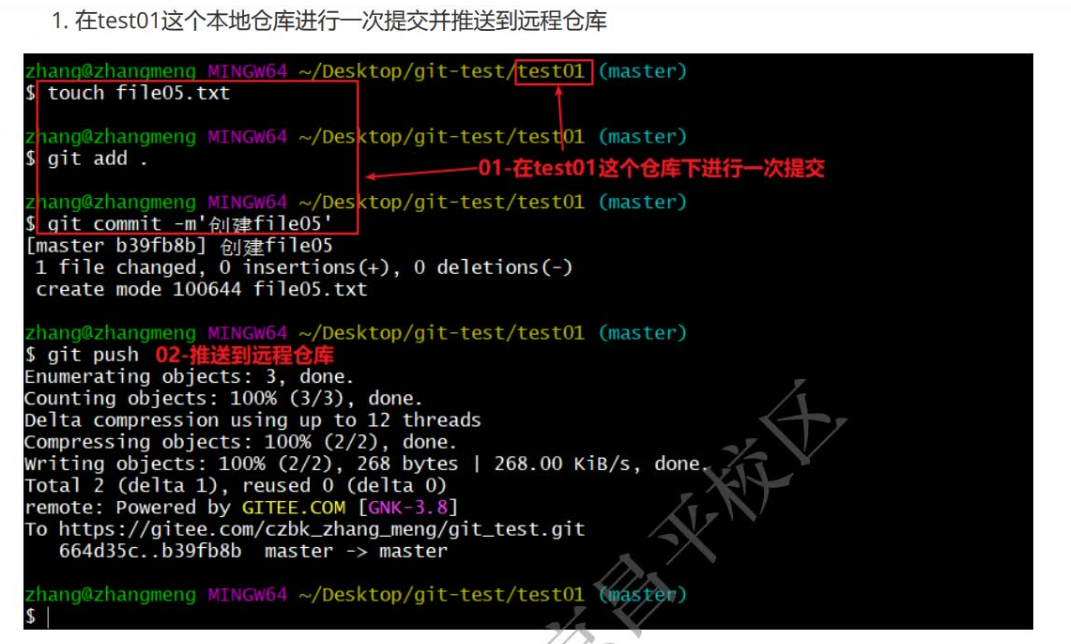 1. 在test01这个本地仓库进行一次提交并推送到远程仓库
zhang@zhangmeng MINGW64 ~/Desktop/git-test/test01 (master)
$ touch file05.txt
zhang@zhangmeng MINGW64 ~/Desktop/git-test/test01 (master)
$ git add .
01-在test01这个仓库下进行一次提交
zhang@zhangmeng MINGW64 ~/Desktop/git-test/test01 (master)
$ git commit -m'创建file05'
[master b39fb8b] 创建file05
1 file changed, 0 insertions(+), 0 deletions(-)
create mode 100644 file05.txt
zhang@zhangmeng MINGW64 ~/Desktop/git-test/test01 (master)
$ git push 02-推送到远程仓库
Enumerating objects: 3, done.
Counting objects: 100% (3/3), done.
Delta compression using up to 12 threads
Compressing objects: 100% (2/2), done.
Writing objects: 100% (2/2), 268 bytes | 268.00 KiB/s, done.
Total 2 (delta 1), reused 0 (delta 0)
remote: Powered by GITEE.COM [GNK-3.8]
To https://gitee.com/czbk_zhang_meng/git_test.git
664d35c..b39fb8b master -> master
zhang@zhangmeng MINGW64 ~/Desktop/git-test/test01 (master)
$
昌平校区